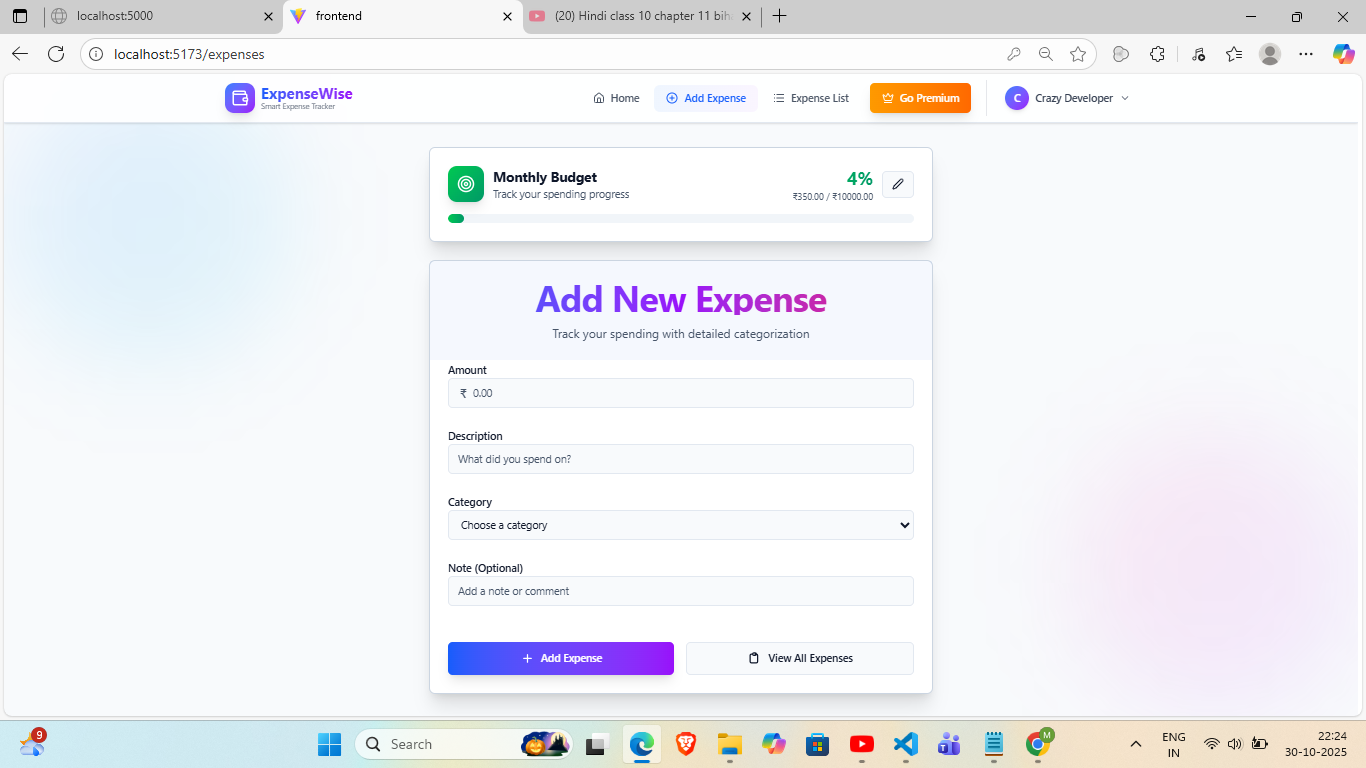 localhost:5000
frontend
(20) Hindi class 10 chapter 11 bih
localhost:5173/expenses
ExpenseWise
Smart Expense Tracker
Home
Add Expense
Expense List
Go Premium
C
Crazy Developer
Monthly Budget
Track your spending progress
4%
₹350.00 / ₹10000.00
Add New Expense
Track your spending with detailed categorization
Amount
₹ 0.00
Description
What did you spend on?
Category
Choose a category
Note (Optional)
Add a note or comment
+ Add Expense
View All Expenses
9
Search
T
M
ENG
IN
22:24
30-10-2025